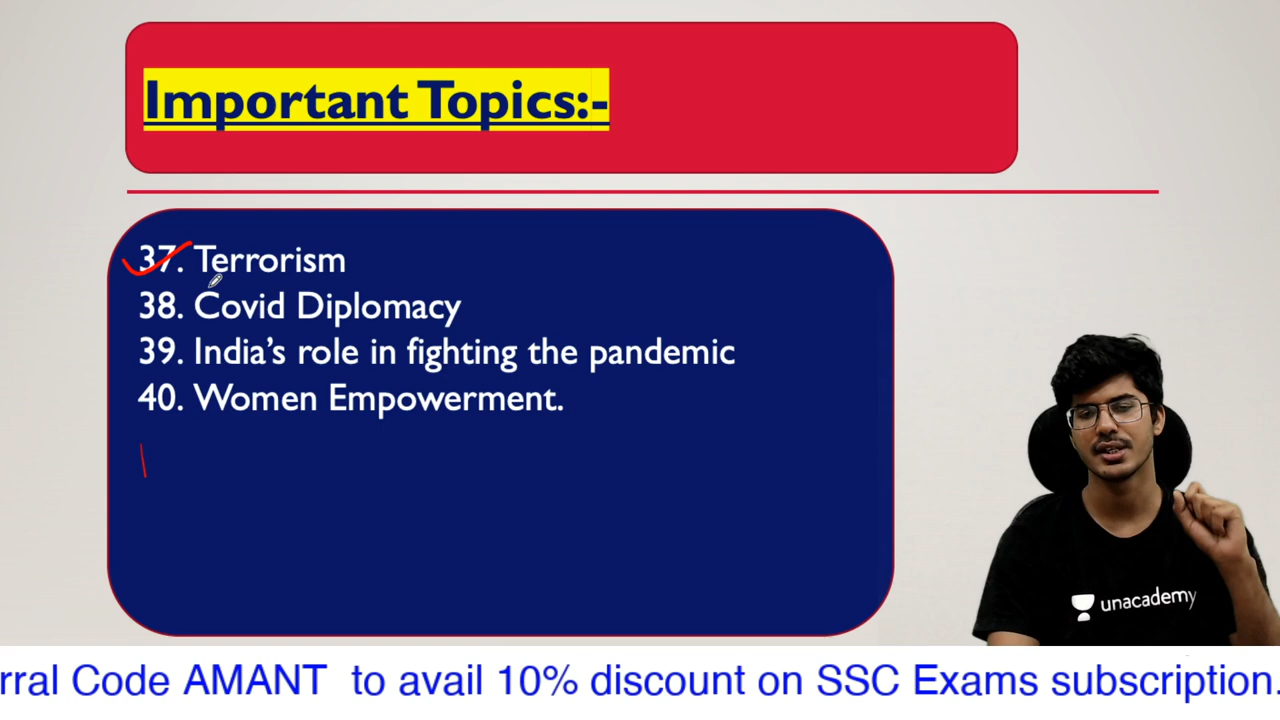 Important Topics:-
37. Terrorism
38. Covid Diplomacy
39. India's role in fighting the pandemic
40. Women Empowerment.
unacademy
rral Code AMANT to avail 10% discount on SSC Exams subscription.